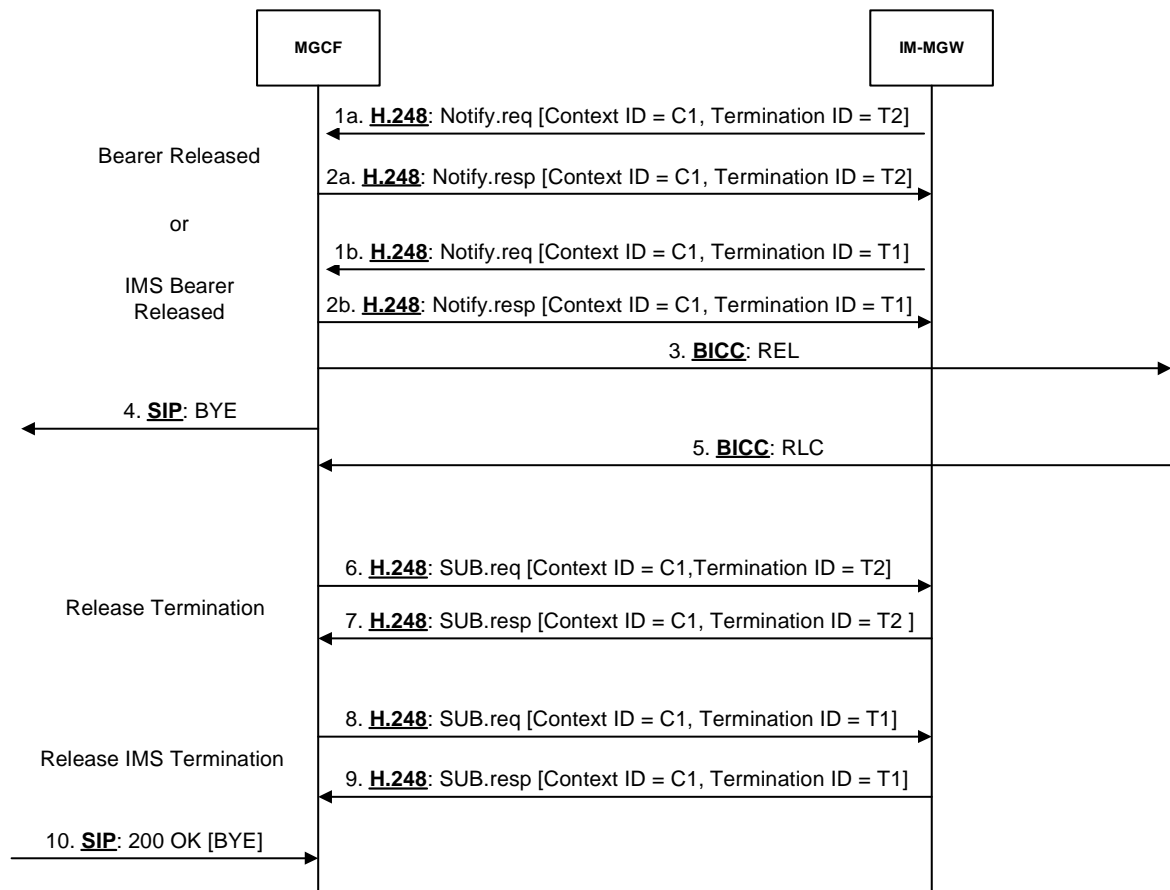 MGCF
IM-MGW
1a. H.248: Notify.req [Context ID = C1, Termination ID = T2]
Bearer Released
2a. H.248: Notify.resp [Context ID = C1, Termination ID = T2]
or
1b. H.248: Notify.req [Context ID = C1, Termination ID = T1]
IMS Bearer
Released
2b. H.248: Notify.resp [Context ID = C1, Termination ID = T1]
3. BICC: REL
4. SIP: BYE
5. BICC: RLC
6. H.248: SUB.req [Context ID = C1,Termination ID = T2]
Release Termination
7. H.248: SUB.resp [Context ID = C1, Termination ID = T2 ]
8. H.248: SUB.req [Context ID = C1, Termination ID = T1]
Release IMS Termination
9. H.248: SUB.resp [Context ID = C1, Termination ID = T1]
10. SIP: 200 OK [BYE]